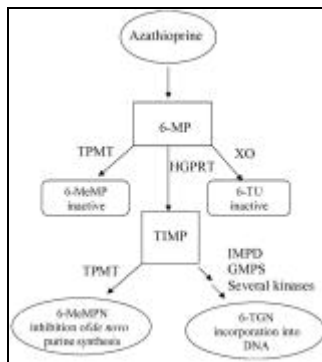 Azathioprine
6-MP
TPMT
HGPRT
XO
6-MeMP
inactive
6-TU
inactive
TIMP
TPMT
IMPD
GMPS
Several kinases
6-MeMPN
inhibition of de novo
purine synthesis
6-TGN
incorporation into
DNA